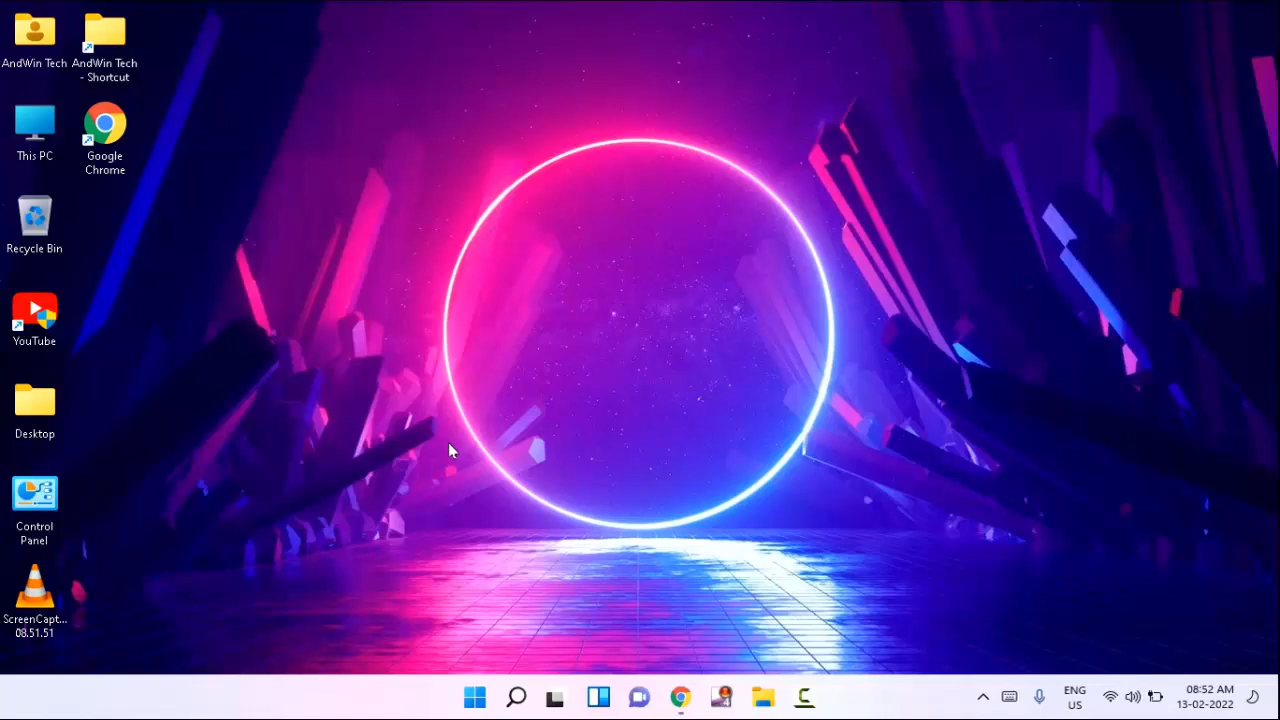 AndWin Tech
AndWin Tech
- Shortcut
This PC
Google
Chrome
Recycle Bin
YouTube
Desktop
Control
Panel
ScreenCapt...
08.51.51
ENG
US
08:52 AM
13-02-2022